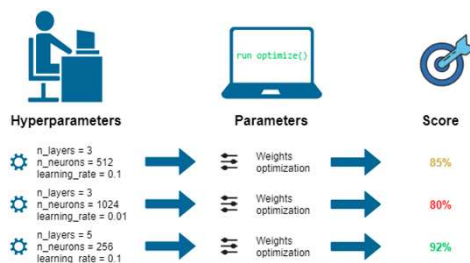 run optimize()
Hyperparameters
Parameters
Score
n_layers = 3
n_neurons = 512
learning_rate = 0.1
Weights
optimization
85%
n_layers = 3
n_neurons = 1024
learning_rate = 0.01
Weights
optimization
80%
n_layers = 5
n_neurons = 256
learning_rate = 0.1
Weights
optimization
92%